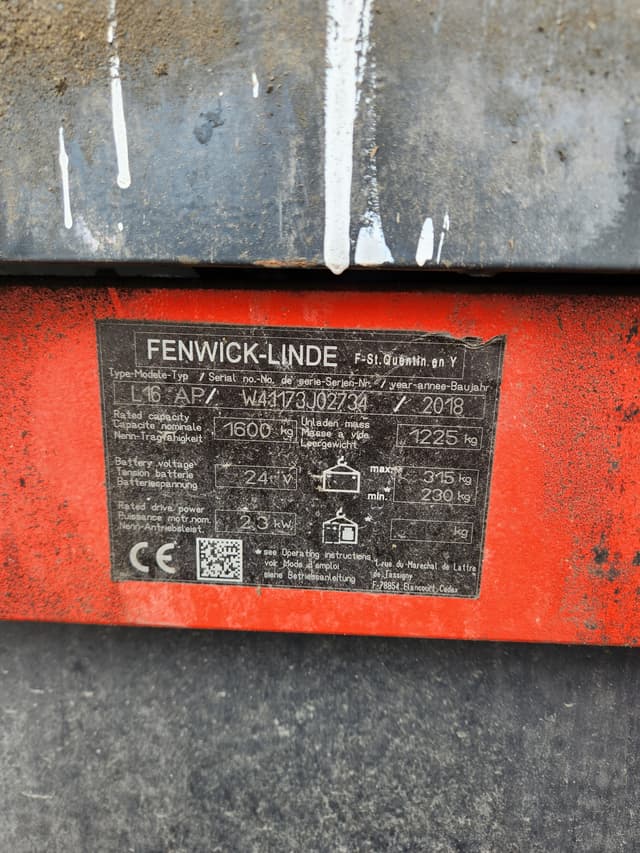 FENWICK-LINDE F-St.Quentin en Y
Type-Modele-Typ / Serial no.-No. de serie-Serien-Nr. / year-annee-Baujahr
L16 AP / W41173J02734 / 2018
Rated capacity
Capacite nominale
Nenn-Tragfähigkeit
1600 kg
Unladen mass
Masse a vide
Leergewicht
1225 kg
Battery voltage
Tension batterie
Batteriespannung
24 V
max. 315 kg
min. 230 kg
Rated drive power
Puissance motr.nom.
Nenn-Antriebsleist.
2.3 kW
kg
CE
* see Operating instructions
voir Mode d'emploi
siehe Betriebsanleitung
1,rue du Marechal de Lattre
de Tassigny
F-78854 Elancourt Cedex